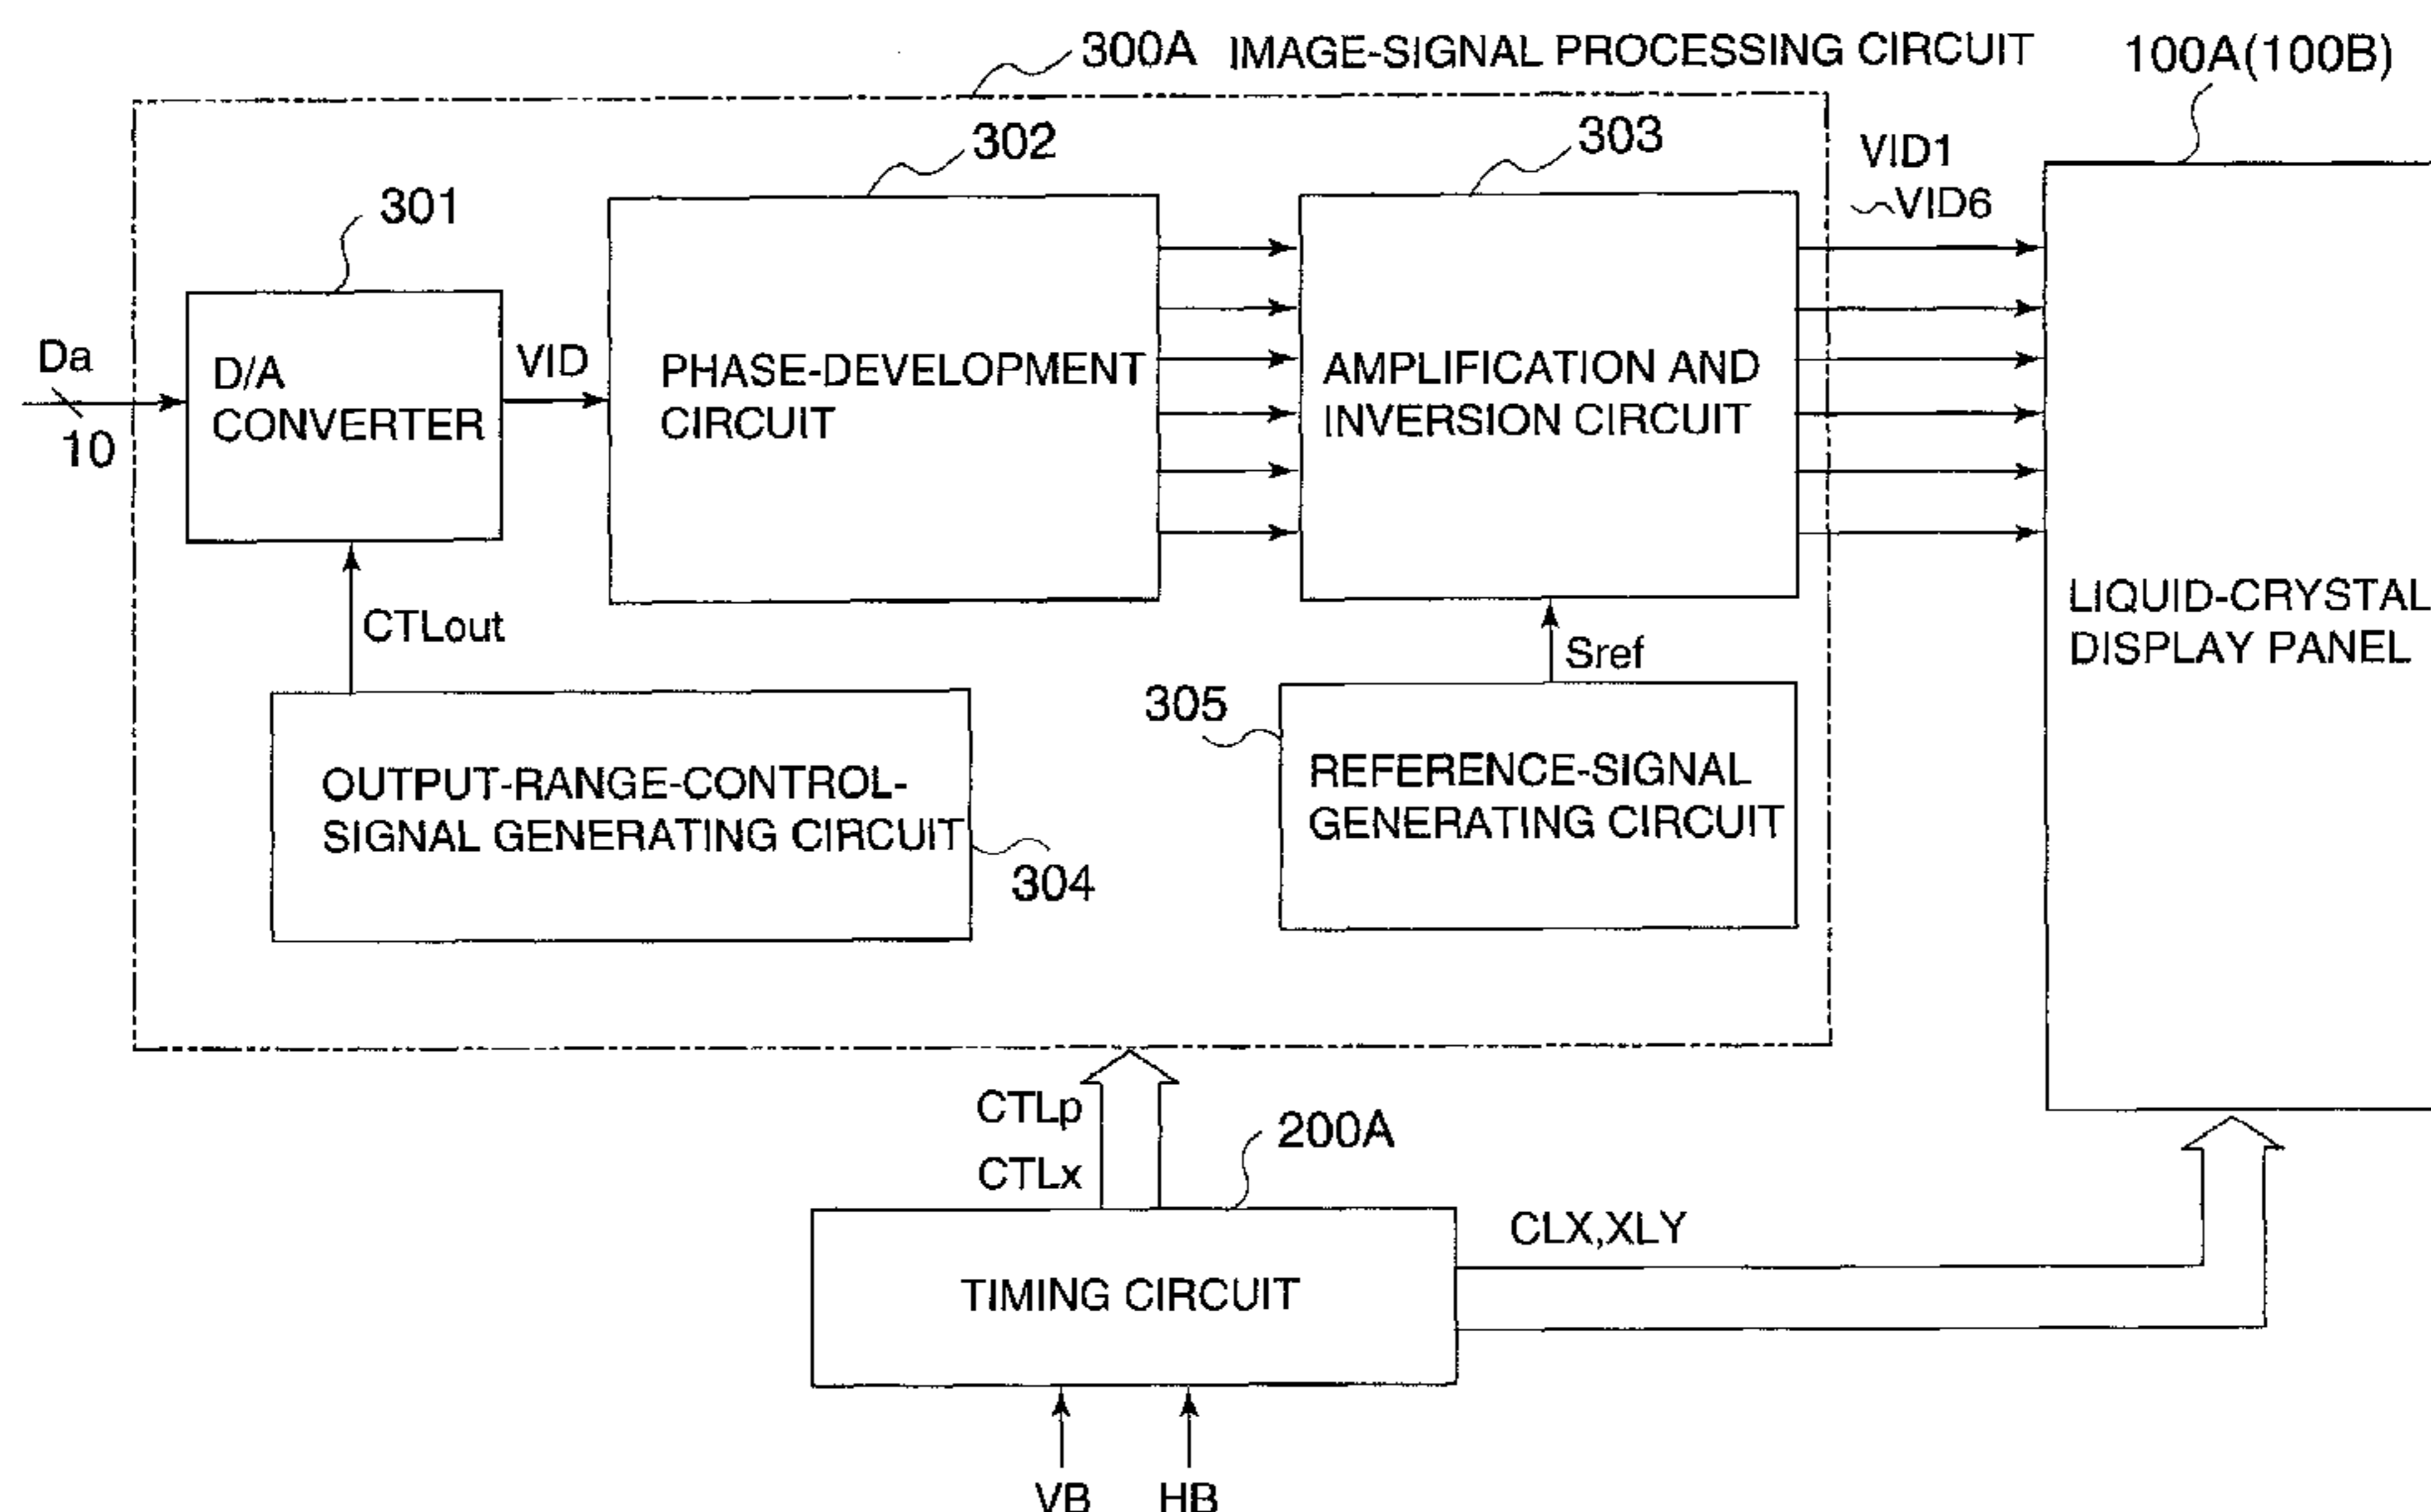 300A IMAGE-SIGNAL PROCESSING CIRCUIT
100A(100B)
302
303
VID1
~VID6
301
Da
10
D/A
CONVERTER
VID
PHASE-DEVELOPMENT
CIRCUIT
AMPLIFICATION AND
INVERSION CIRCUIT
CTLout
Sref
LIQUID-CRYSTAL
DISPLAY PANEL
305
OUTPUT-RANGE-CONTROL-
SIGNAL GENERATING CIRCUIT
304
REFERENCE-SIGNAL
GENERATING CIRCUIT
CTLp
CTLx
200A
CLX,XLY
TIMING CIRCUIT
VB
HB